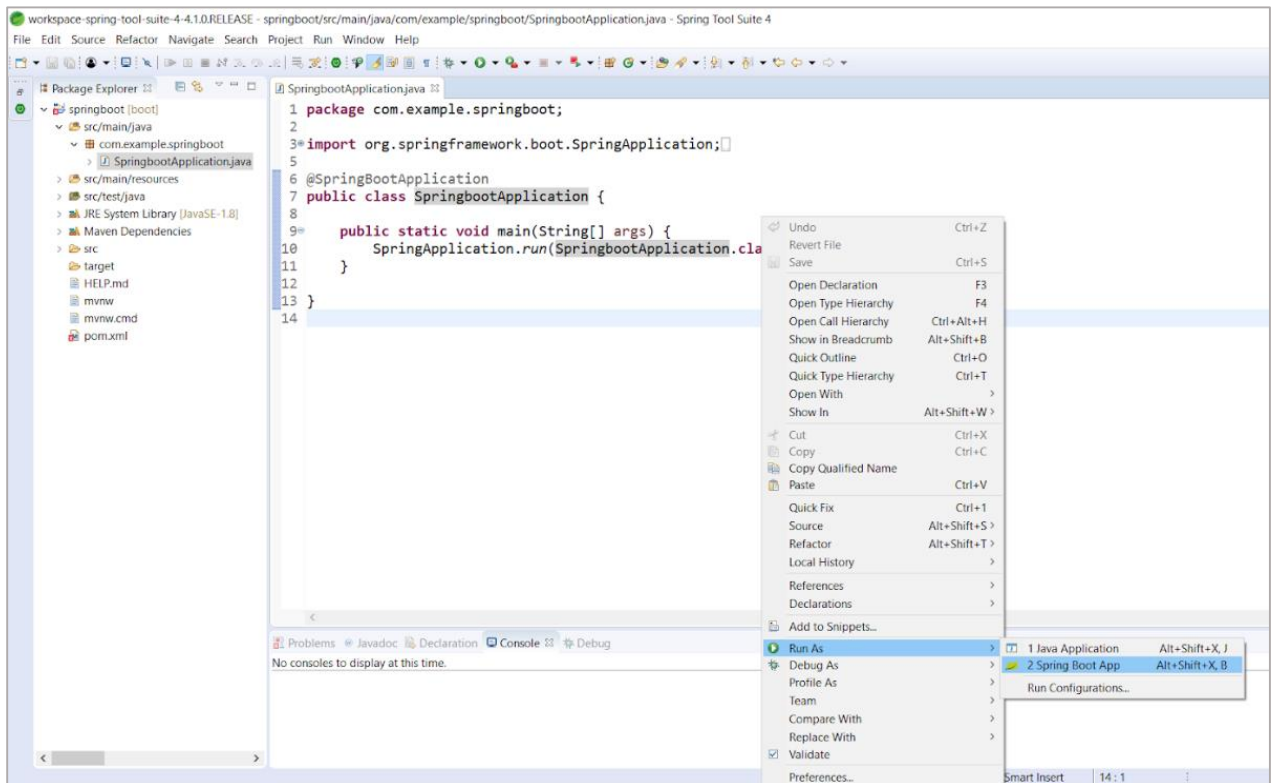 workspace-spring-tool-suite-4-4.1.0.RELEASE - springboot/src/main/java/com/example/springboot/SpringbootApplication.java - Spring Tool Suite 4
File Edit Source Refactor Navigate Search Project Run Window Help
Package Explorer
springboot [boot]
src/main/java
com.example.springboot
SpringbootApplication.java
src/main/resources
src/test/java
JRE System Library [JavaSE-1.8]
Maven Dependencies
src
target
HELP.md
mvnw
mvnw.cmd
pom.xml
SpringbootApplication.java
1 package com.example.springboot;
2
3 import org.springframework.boot.SpringApplication;
5
6 @SpringBootApplication
7 public class SpringbootApplication {
8
9 public static void main(String[] args) {
10 SpringApplication.run(SpringbootApplication.cla
11 }
12
13 }
14
Undo Ctrl+Z
Revert File
Save Ctrl+S
Open Declaration F3
Open Type Hierarchy F4
Open Call Hierarchy Ctrl+Alt+H
Show in Breadcrumb Alt+Shift+B
Quick Outline Ctrl+O
Quick Type Hierarchy Ctrl+T
Open With
Show In Alt+Shift+W
Cut Ctrl+X
Copy Ctrl+C
Copy Qualified Name
Paste Ctrl+V
Quick Fix Ctrl+1
Source Alt+Shift+S
Refactor Alt+Shift+T
Local History
References
Declarations
Add to Snippets...
Run As
Debug As
Profile As
Team
Compare With
Replace With
Validate
Preferences...
1 Java Application Alt+Shift+X, J
2 Spring Boot App Alt+Shift+X, B
Run Configurations...
Problems Javadoc Declaration Console Debug
No consoles to display at this time.
Smart Insert 14 : 1